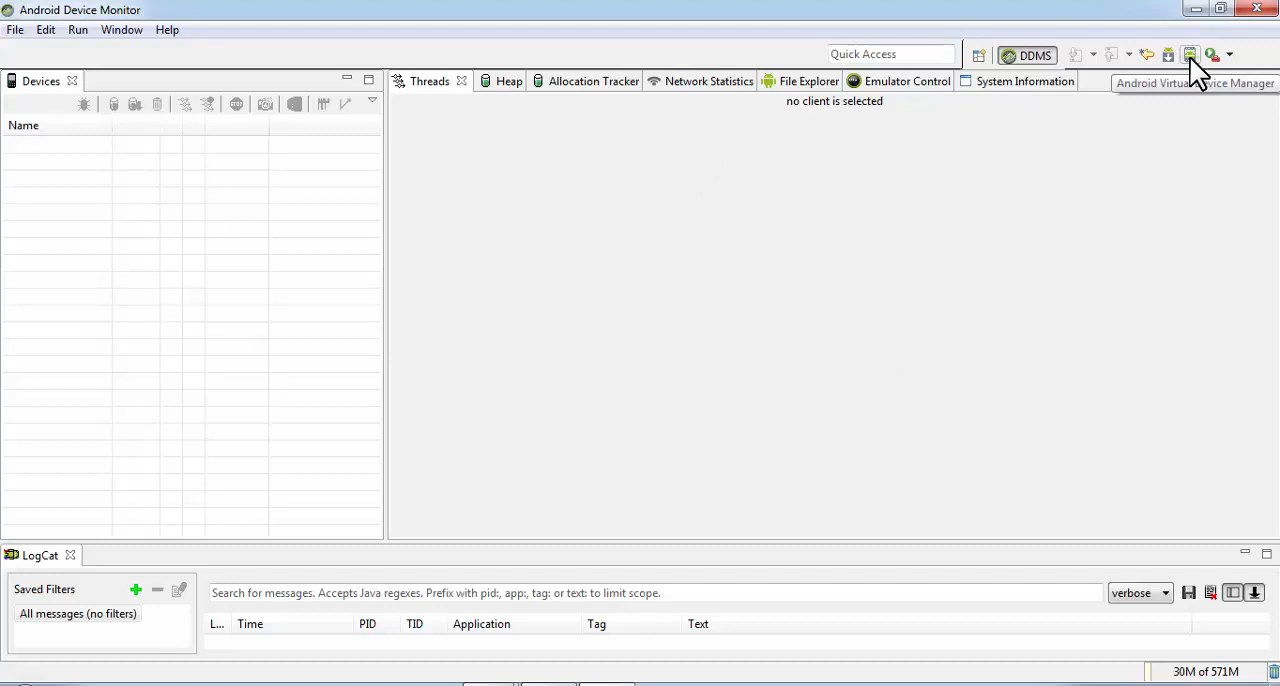 Android Device Monitor
File Edit Run Window Help
Quick Access
DDMS
Android Virtual Device Manager
Devices
Threads Heap Allocation Tracker Network Statistics File Explorer Emulator Control System Information
no client is selected
Name
LogCat
Saved Filters
All messages (no filters)
Search for messages. Accepts Java regexes. Prefix with pid:, app:, tag: or text: to limit scope.
verbose
L... Time PID TID Application Tag Text
30M of 571M